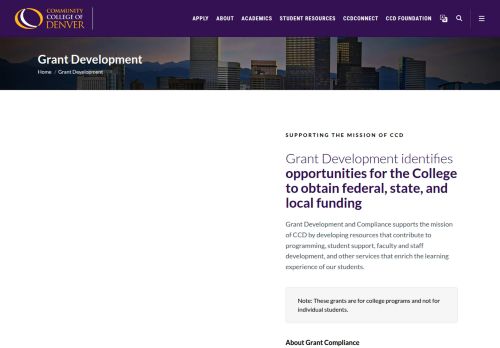 COMMUNITY
COLLEGE OF
DENVER
APPLY ABOUT ACADEMICS STUDENT RESOURCES CCDCONNECT CCD FOUNDATION
Grant Development
Home / Grant Development
SUPPORTING THE MISSION OF CCD
Grant Development identifies
opportunities for the College
to obtain federal, state, and
local funding
Grant Development and Compliance supports the mission
of CCD by developing resources that contribute to
programming, student support, faculty and staff
development, and other services that enrich the learning
experience of our students.
Note: These grants are for college programs and not for
individual students.
About Grant Compliance